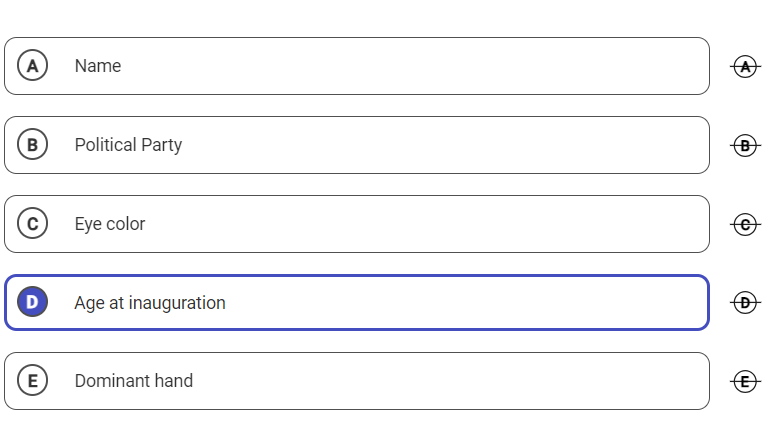 A Name A
B Political Party B
C Eye color C
D Age at inauguration D
E Dominant hand E